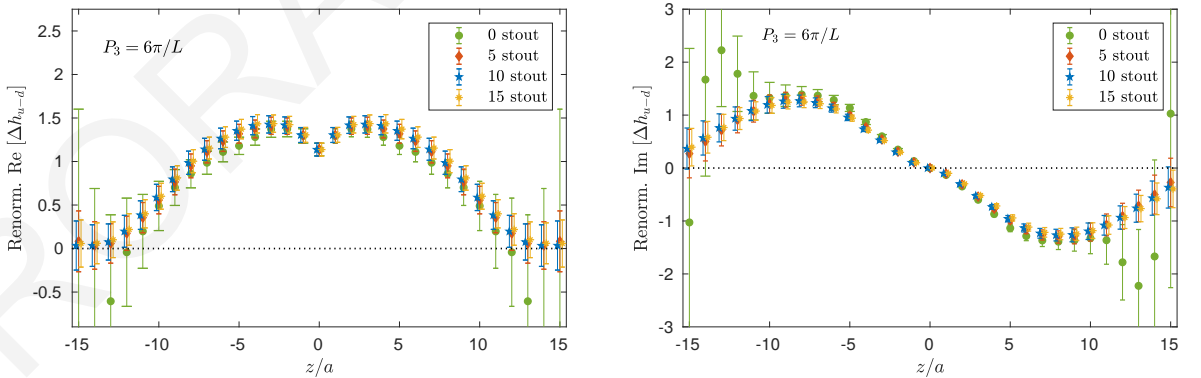 2.5
2
1.5
1
0.5
0
-0.5
-15
-10
-5
0
5
10
15
z/a
Renorm. Re [Δh_{u−d}]
P_3 = 6π/L
0 stout
5 stout
10 stout
15 stout
3
2
1
0
-1
-2
-3
-15
-10
-5
0
5
10
15
z/a
Renorm. Im [Δh_{u−d}]
P_3 = 6π/L
0 stout
5 stout
10 stout
15 stout